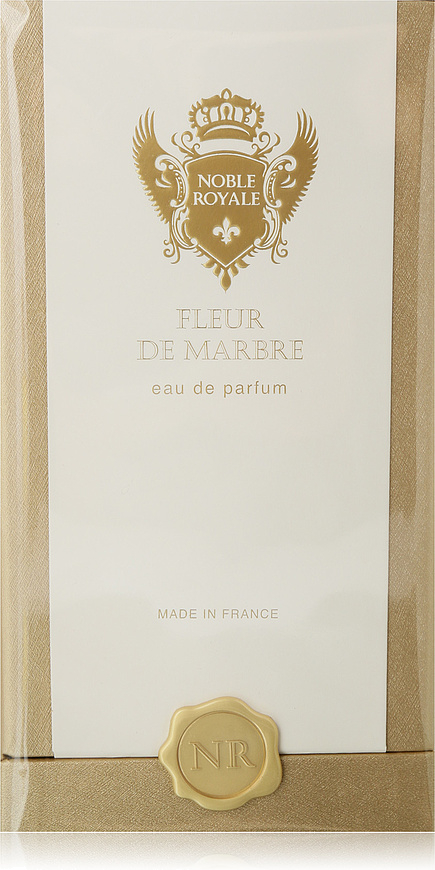 NOBLE
ROYALE
FLEUR
DE MARBRE
eau de parfum
MADE IN FRANCE
NR